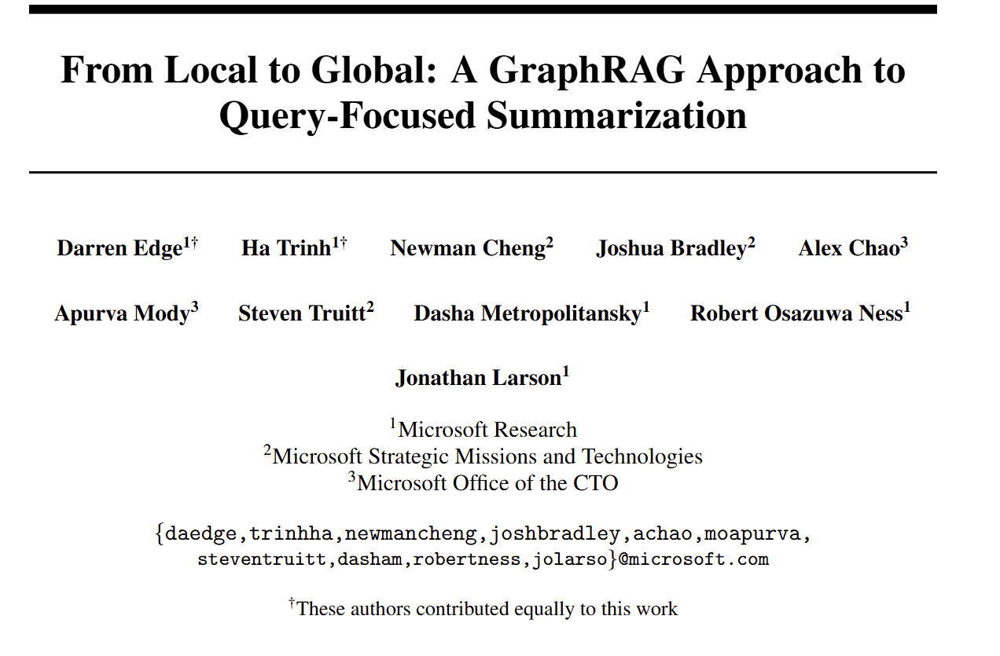 From Local to Global: A GraphRAG Approach to
Query-Focused Summarization
Darren Edge¹† Ha Trinh¹† Newman Cheng² Joshua Bradley² Alex Chao³
Apurva Mody³ Steven Truitt² Dasha Metropolitansky¹ Robert Osazuwa Ness¹
Jonathan Larson¹
¹Microsoft Research
²Microsoft Strategic Missions and Technologies
³Microsoft Office of the CTO
{daedge,trinhha,newmancheng,joshbradley,achao,moapurva,
steventruitt,dasham,robertness,jolarso}@microsoft.com
†These authors contributed equally to this work